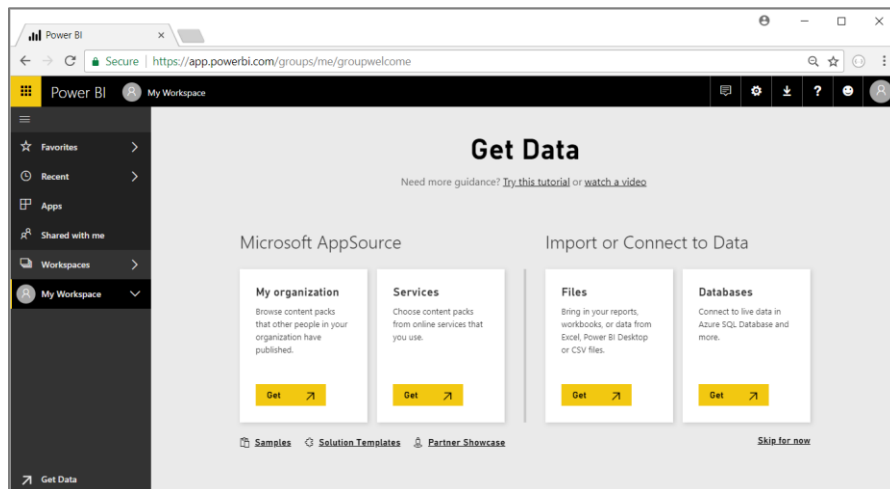 Power BI
Secure | https://app.powerbi.com/groups/me/groupwelcome
Power BI My Workspace
?
Favorites
Recent
Apps
Shared with me
Workspaces
My Workspace
Get Data
Get Data
Need more guidance? Try this tutorial or watch a video
Microsoft AppSource
My organization
Browse content packs
that other people in your
organization have
published.
Get
Services
Choose content packs
from online services that
you use.
Get
Samples Solution Templates Partner Showcase
Import or Connect to Data
Files
Bring in your reports,
workbooks, or data from
Excel, Power BI Desktop
or CSV files.
Get
Databases
Connect to live data in
Azure SQL Database and
more.
Get
Skip for now